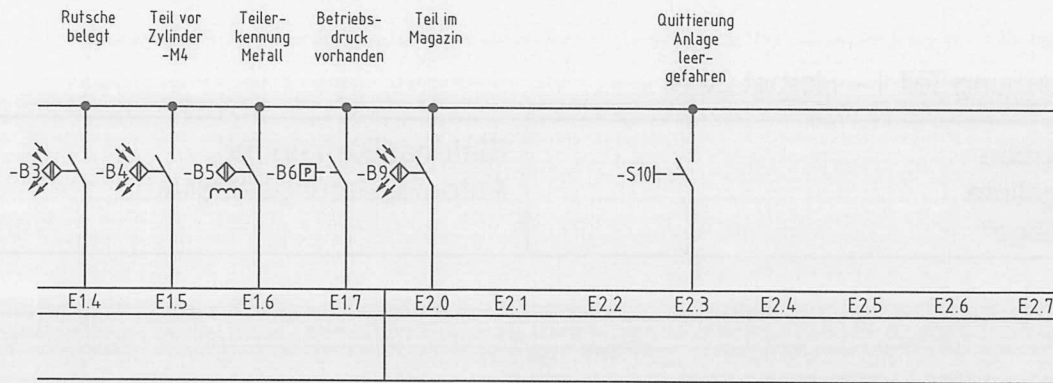 Rutsche
belegt
Teil vor
Zylinder
-M4
Teiler-
kennung
Metall
Betriebs-
druck
vorhanden
Teil im
Magazin
Quittierung
Anlage
leer-
gefahren
-B3
-B4
-B5
-B6 P
-B9
-S10
E1.4 E1.5 E1.6 E1.7 E2.0 E2.1 E2.2 E2.3 E2.4 E2.5 E2.6 E2.7